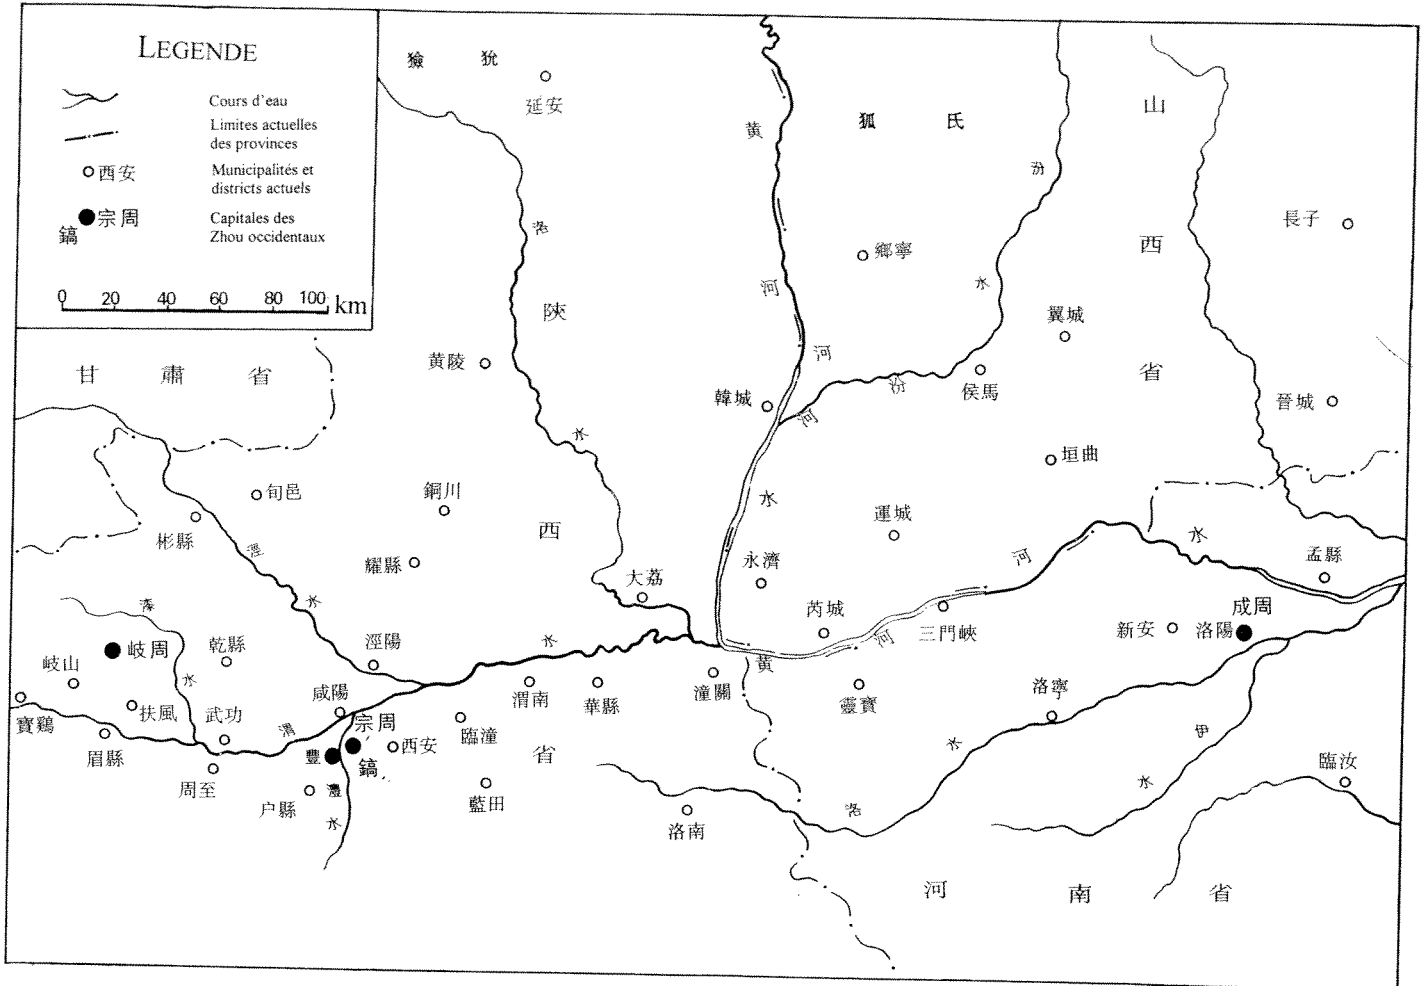 LEGENDE
Cours d'eau
Limites actuelles
des provinces
西安
Municipalités et
districts actuels
宗周
鎬
Capitales des
Zhou occidentaux
0 20 40 60 80 100 km
獫 狁
延安
黄
狐 氏
山
汾
洛
長子
西
鄉寧
水
河
陝
翼城
河
黄陵
甘 肅 省
省
汾
侯馬
韓城
晉城
河
水
垣曲
旬邑
銅川
水
運城
彬縣
西
水
涇
耀縣
永濟
河
孟縣
大荔
水
芮城
成周
三門峽
新安
洛陽
水
岐周
乾縣
涇陽
河
岐山
黄
水
潼關
洛寧
咸陽
渭南
華縣
靈寶
寶鷄
扶風
武功
宗周
渭
臨潼
伊
眉縣
豐
鎬
西安
省
水
臨汝
周至
户縣
灃
水
藍田
水
洛南
洛
河 南 省